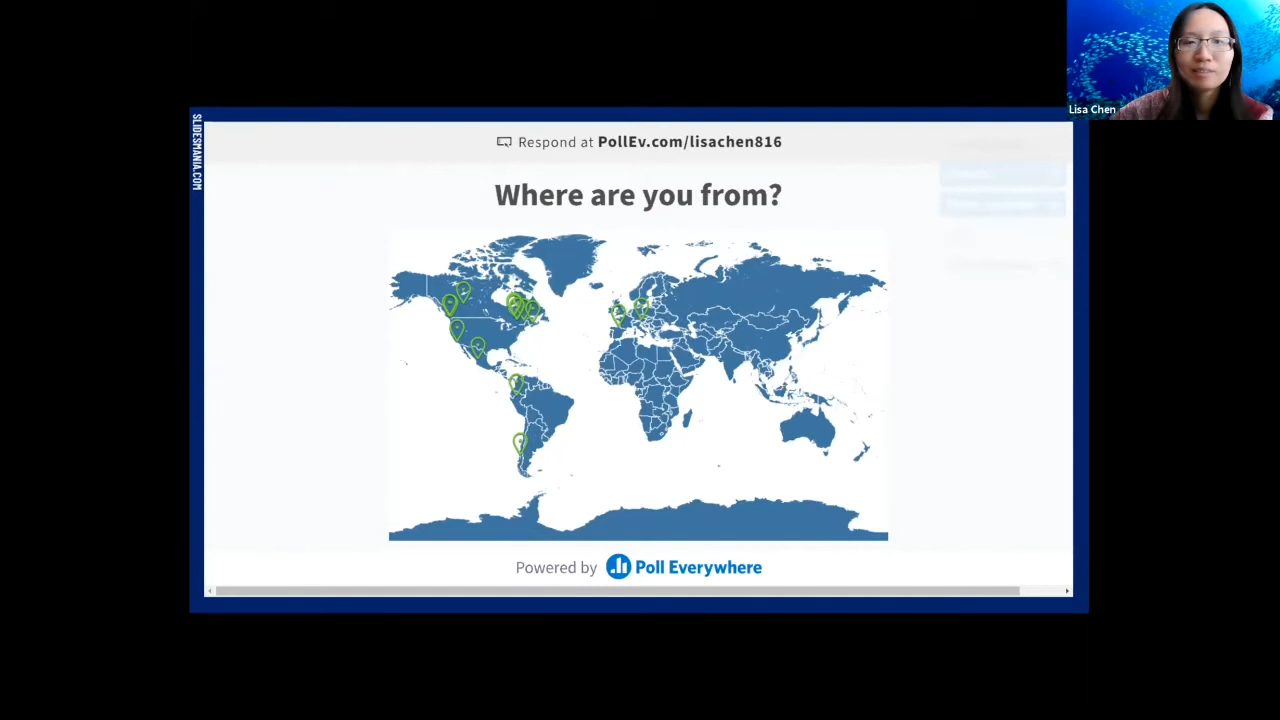 Lisa Chen
SLIDESMANIA.COM
Respond at PollEv.com/lisachen816
Where are you from?
Powered by Poll Everywhere